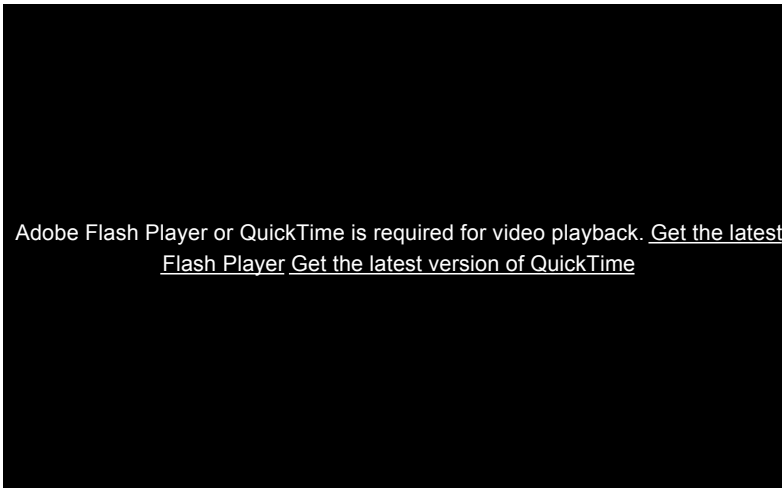 Adobe Flash Player or QuickTime is required for video playback. Get the latest
Flash Player Get the latest version of QuickTime